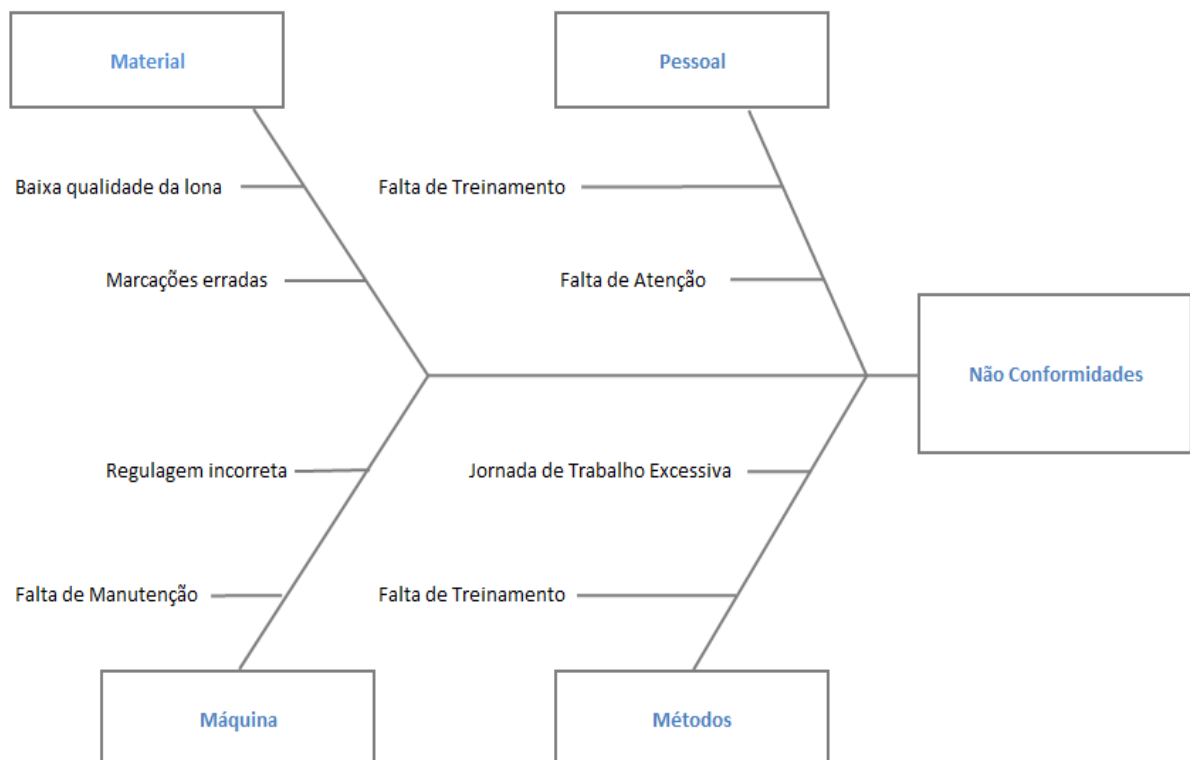 Material
Pessoal
Baixa qualidade da lona
Falta de Treinamento
Marcações erradas
Falta de Atenção
Não Conformidades
Regulagem incorreta
Jornada de Trabalho Excessiva
Falta de Manutenção
Falta de Treinamento
Máquina
Métodos